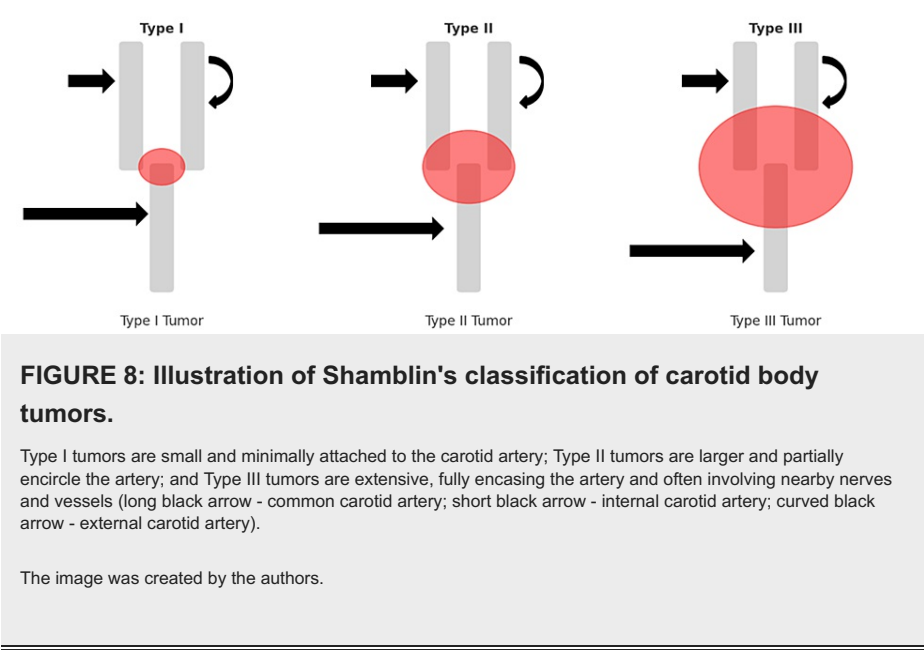 Type I
Type II
Type III
Type I Tumor
Type II Tumor
Type III Tumor
FIGURE 8: Illustration of Shamblin's classification of carotid body
tumors.
Type I tumors are small and minimally attached to the carotid artery; Type II tumors are larger and partially
encircle the artery; and Type III tumors are extensive, fully encasing the artery and often involving nearby nerves
and vessels (long black arrow - common carotid artery; short black arrow - internal carotid artery; curved black
arrow - external carotid artery).
The image was created by the authors.